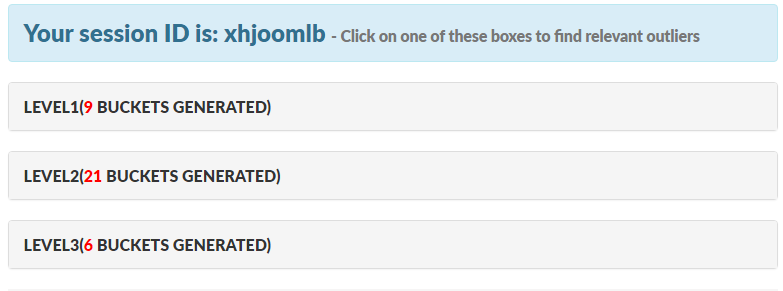 Your session ID is: xhjoomlb - Click on one of these boxes to find relevant outliers
LEVEL1(9 BUCKETS GENERATED)
LEVEL2(21 BUCKETS GENERATED)
LEVEL3(6 BUCKETS GENERATED)